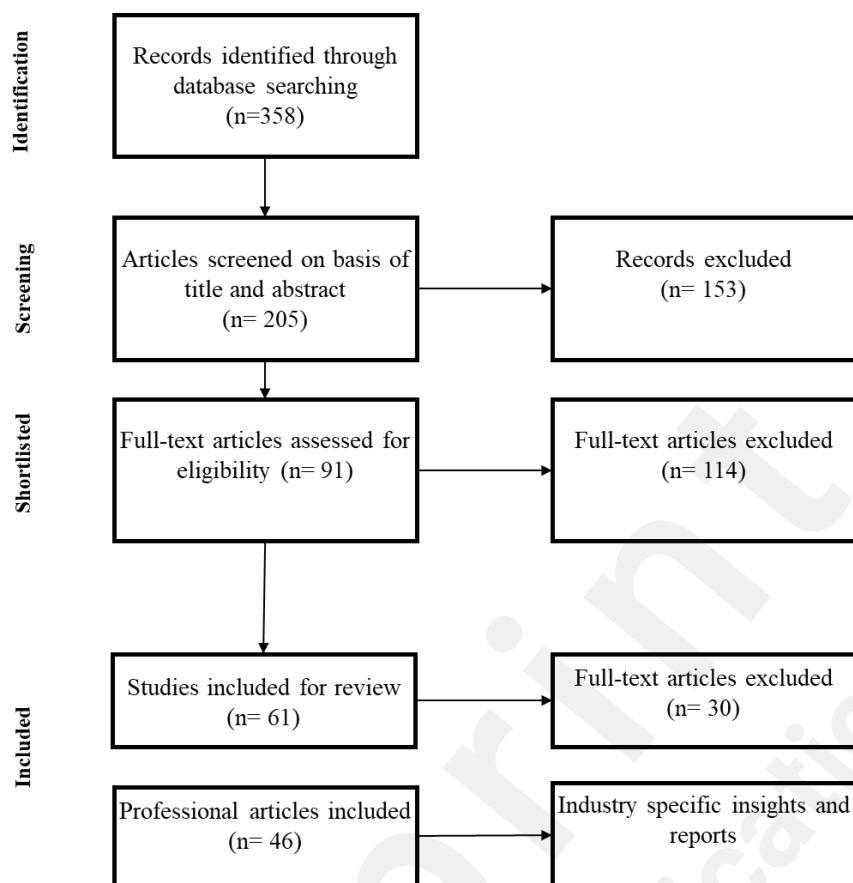 Identification
Records identified through
database searching
(n=358)
Screening
Articles screened on basis of
title and abstract
(n= 205)
Records excluded
(n= 153)
Shortlisted
Full-text articles assessed for
eligibility (n= 91)
Full-text articles excluded
(n= 114)
Included
Studies included for review
(n= 61)
Full-text articles excluded
(n= 30)
Professional articles included
(n= 46)
Industry specific insights and
reports